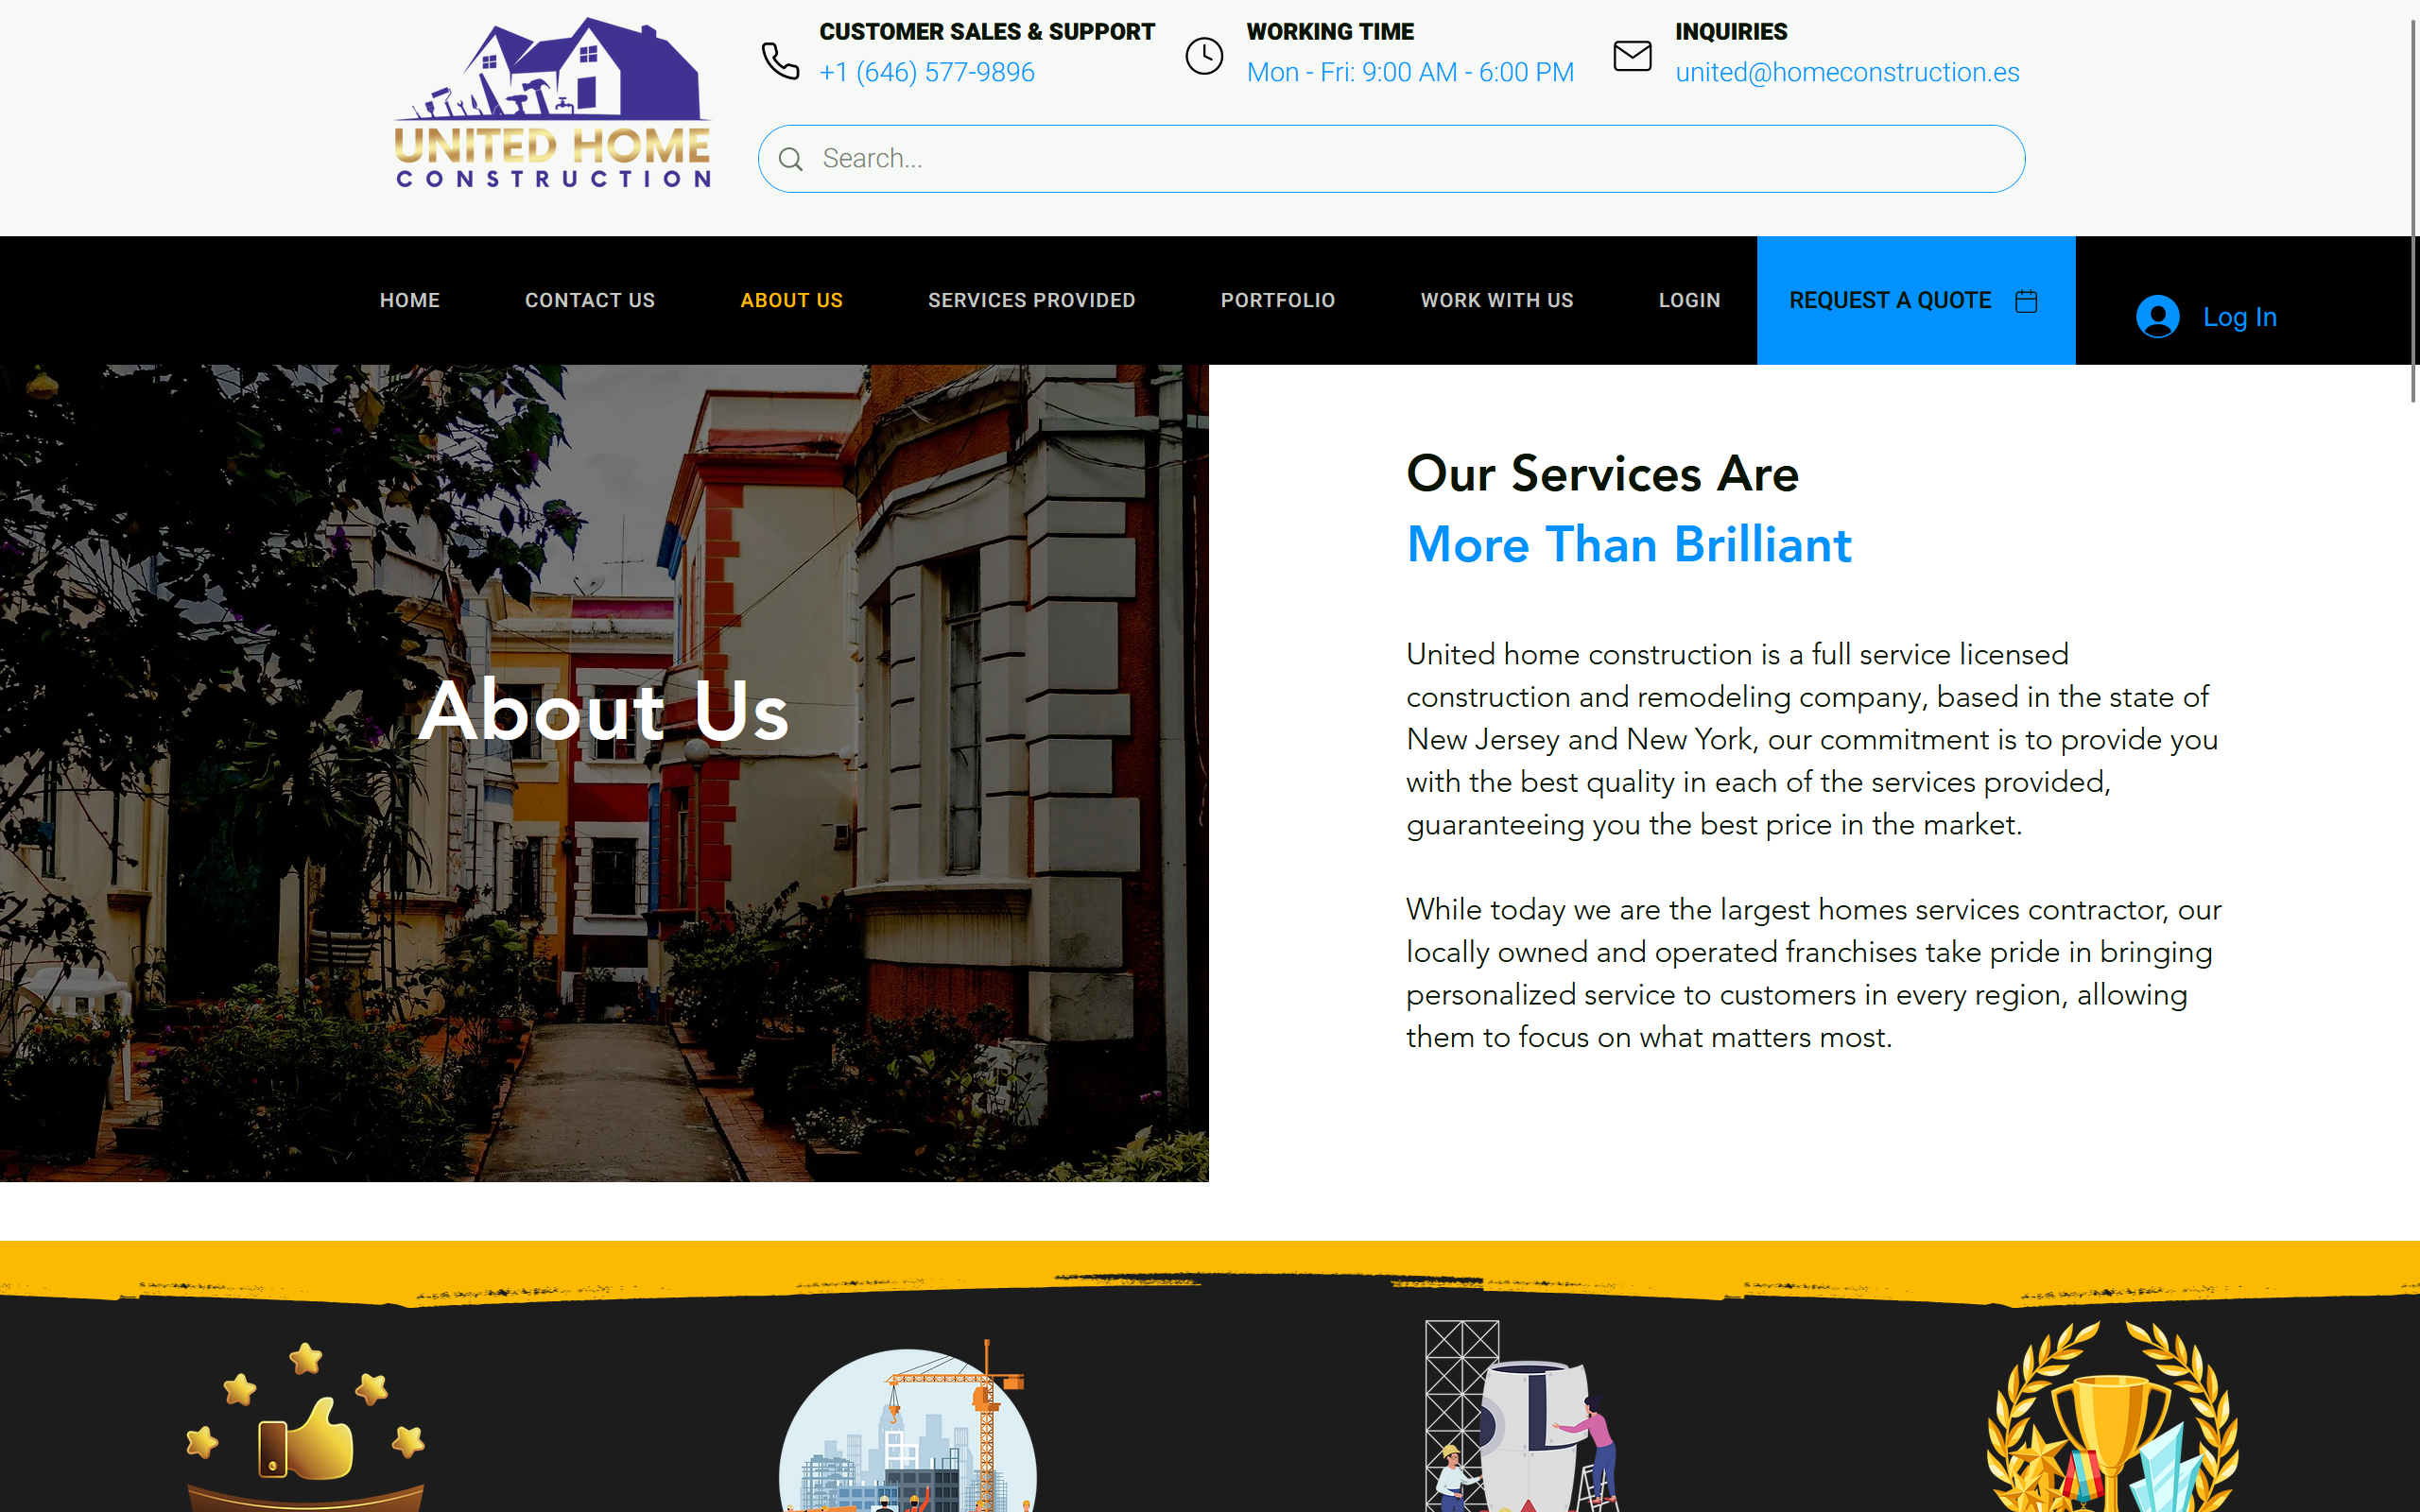 UNITED HOME
CONSTRUCTION
CUSTOMER SALES & SUPPORT
+1 (646) 577-9896
WORKING TIME
Mon - Fri: 9:00 AM - 6:00 PM
INQUIRIES
united@homeconstruction.es
Search...
HOME
CONTACT US
ABOUT US
SERVICES PROVIDED
PORTFOLIO
WORK WITH US
LOGIN
REQUEST A QUOTE
Log In
About Us
Our Services Are
More Than Brilliant
United home construction is a full service licensed
construction and remodeling company, based in the state of
New Jersey and New York, our commitment is to provide you
with the best quality in each of the services provided,
guaranteeing you the best price in the market.
While today we are the largest homes services contractor, our
locally owned and operated franchises take pride in bringing
personalized service to customers in every region, allowing
them to focus on what matters most.